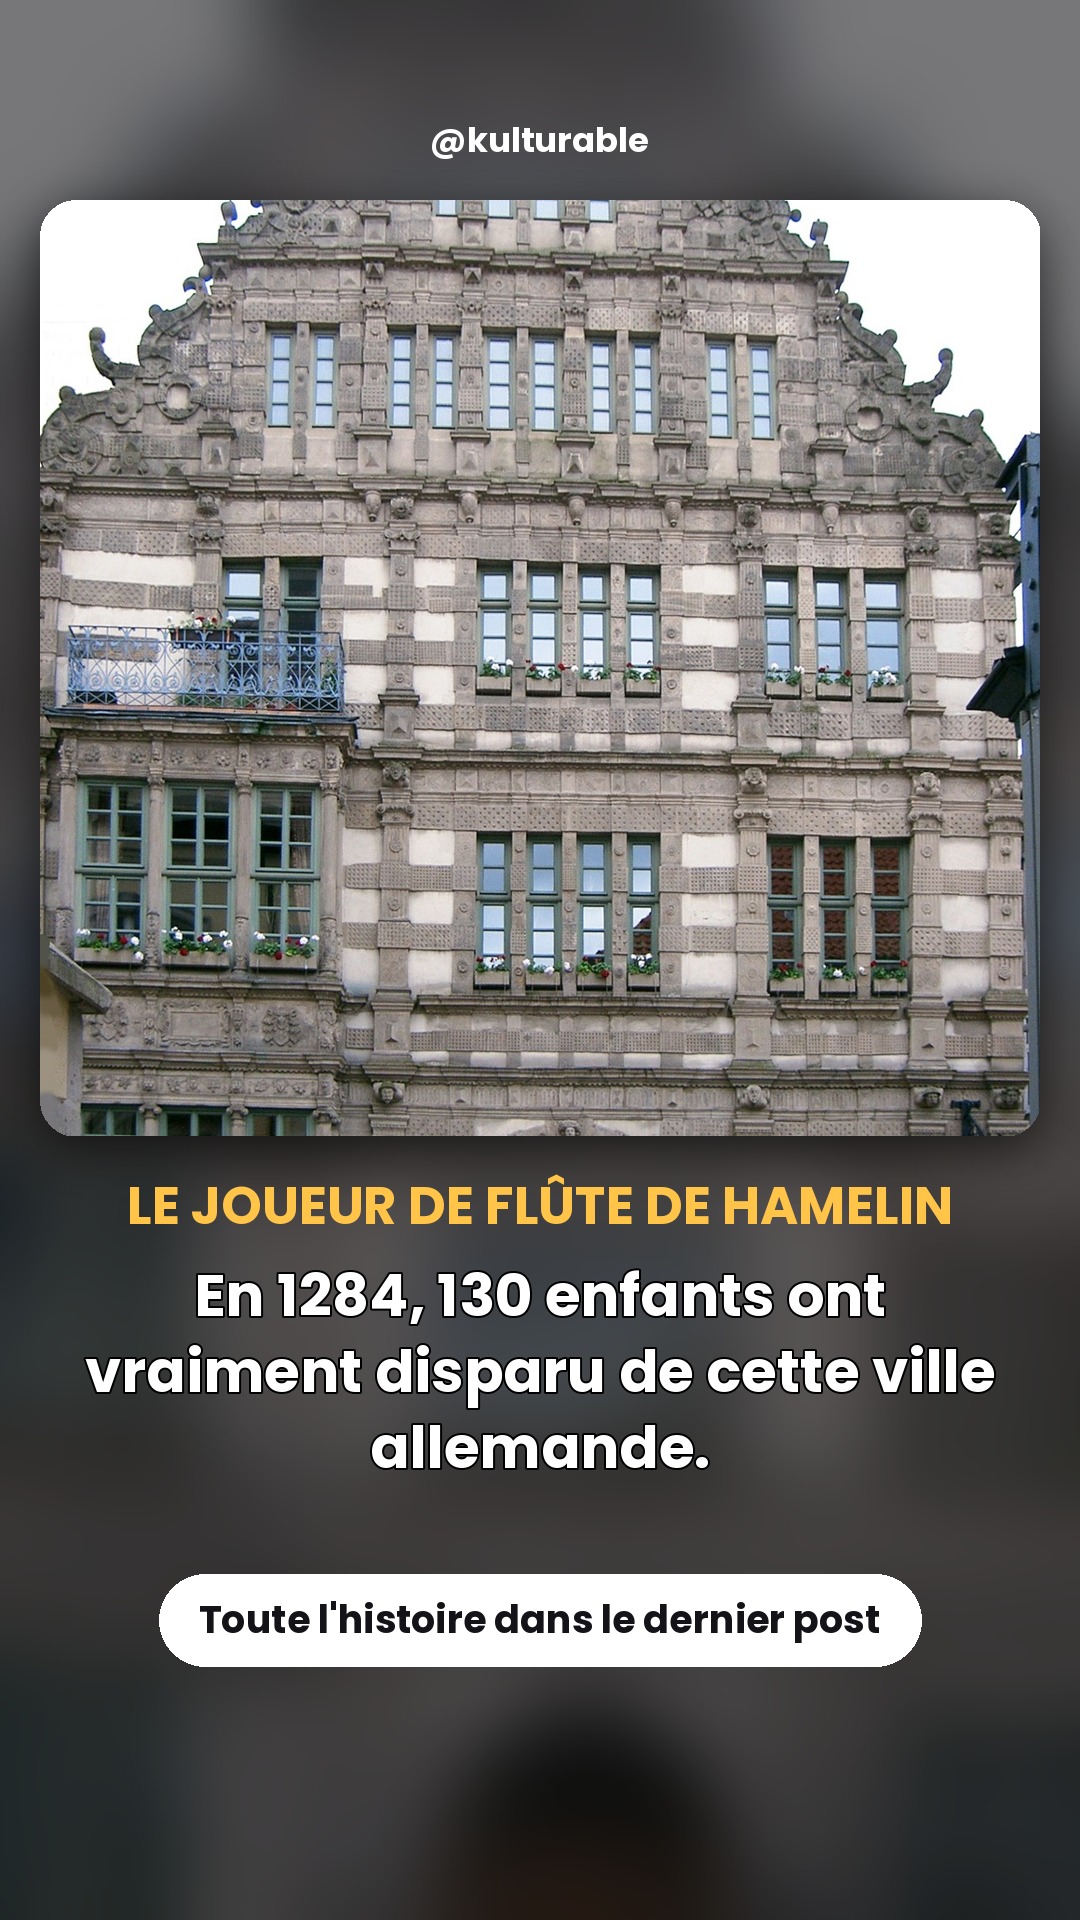 @kulturable
LE JOUEUR DE FLÛTE DE HAMELIN
En 1284, 130 enfants ont
vraiment disparu de cette ville
allemande.
Toute l'histoire dans le dernier post